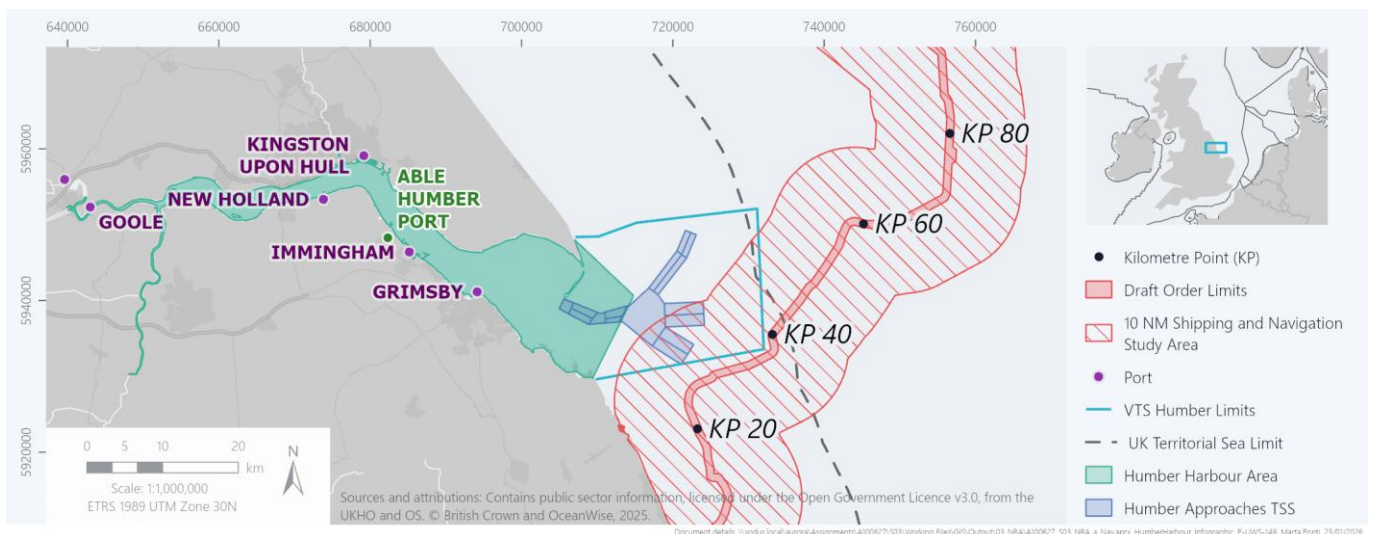 640000 660000 680000 700000 720000 740000 760000
5960000
5940000
5920000
KINGSTON
UPON HULL
ABLE
HUMBER
PORT
NEW HOLLAND
GOOLE
IMMINGHAM
GRIMSBY
KP 80
KP 60
KP 40
KP 20
0 5 10 20
km
N
Scale: 1:1,000,000
ETRS 1989 UTM Zone 30N
Sources and attributions: Contains public sector information, licensed under the Open Government Licence v3.0, from the
UKHO and OS. © British Crown and OceanWise, 2025.
Kilometre Point (KP)
Draft Order Limits
10 NM Shipping and Navigation
Study Area
Port
VTS Humber Limits
UK Territorial Sea Limit
Humber Harbour Area
Humber Approaches TSS